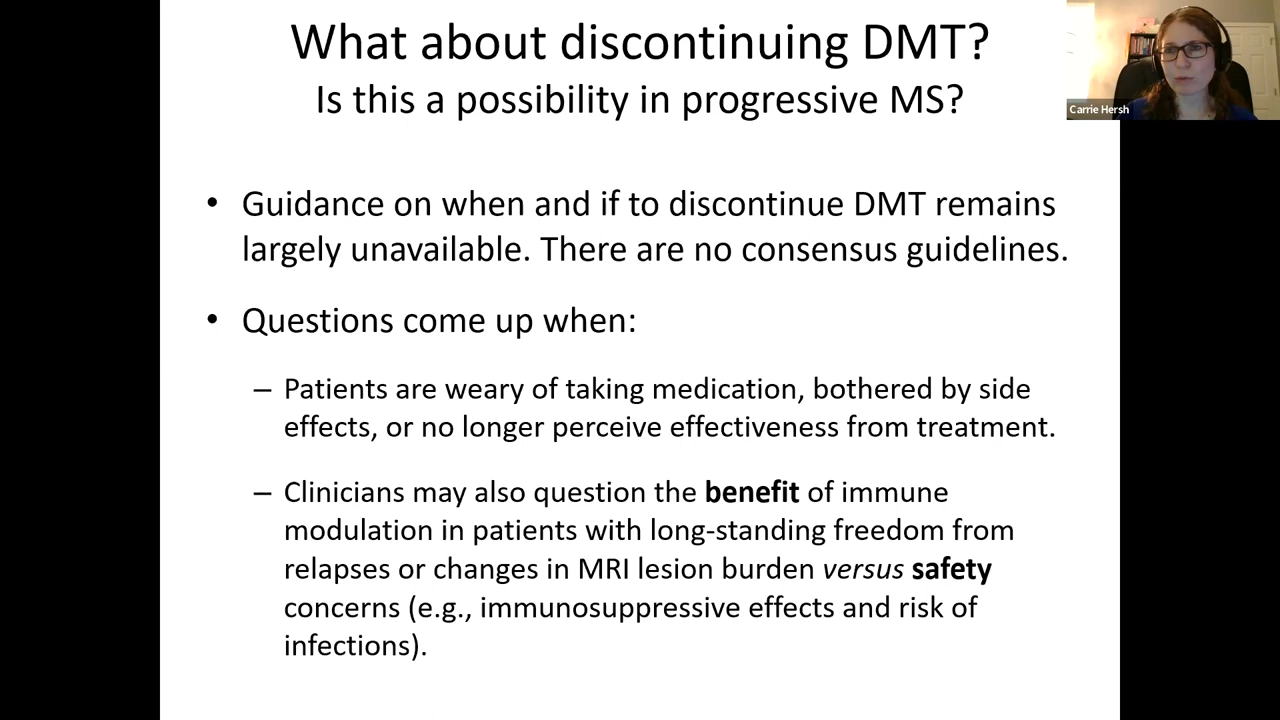 What about discontinuing DMT?
Is this a possibility in progressive MS?
Carrie Hersh
• Guidance on when and if to discontinue DMT remains
largely unavailable. There are no consensus guidelines.
• Questions come up when:
– Patients are weary of taking medication, bothered by side
effects, or no longer perceive effectiveness from treatment.
– Clinicians may also question the benefit of immune
modulation in patients with long-standing freedom from
relapses or changes in MRI lesion burden versus safety
concerns (e.g., immunosuppressive effects and risk of
infections).